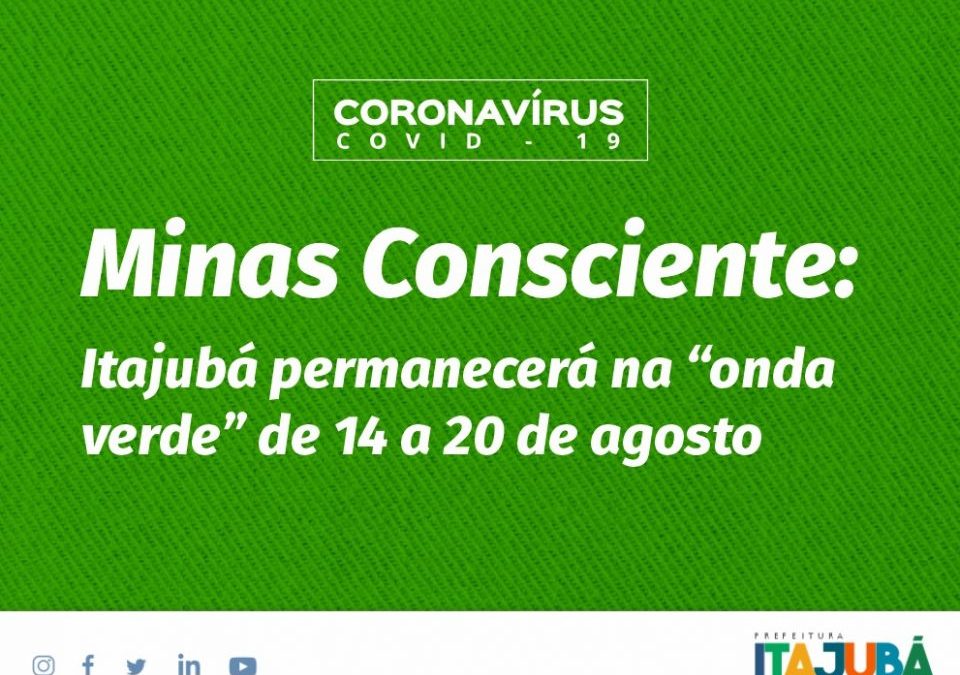 CORONAVÍRUS
COVID - 19
Minas Consciente:
Itajubá permanecerá na “onda
verde” de 14 a 20 de agosto
PREFEITURA
ITAJUBÁ